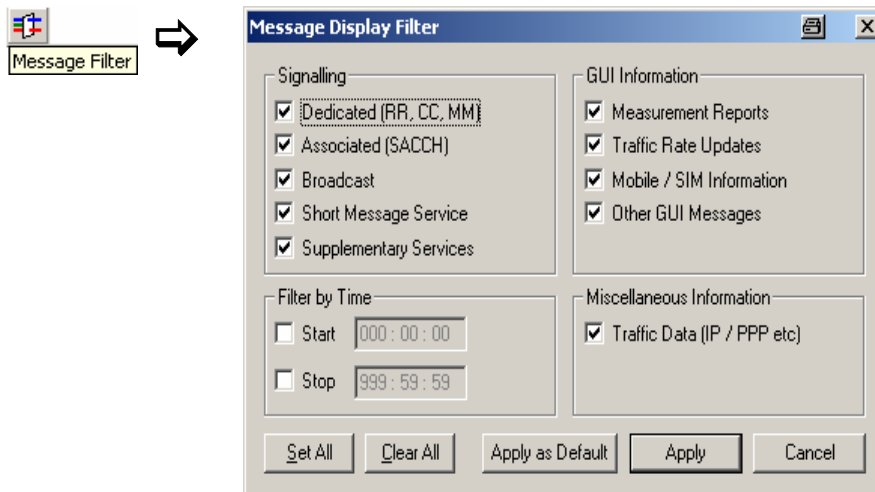 Message Filter
Message Display Filter
Signalling
Dedicated (RR, CC, MM)
Associated (SACCH)
Broadcast
Short Message Service
Supplementary Services
GUI Information
Measurement Reports
Traffic Rate Updates
Mobile / SIM Information
Other GUI Messages
Filter by Time
Start 000 : 00 : 00
Stop 999 : 59 : 59
Miscellaneous Information
Traffic Data (IP / PPP etc)
Set All Clear All Apply as Default Apply Cancel